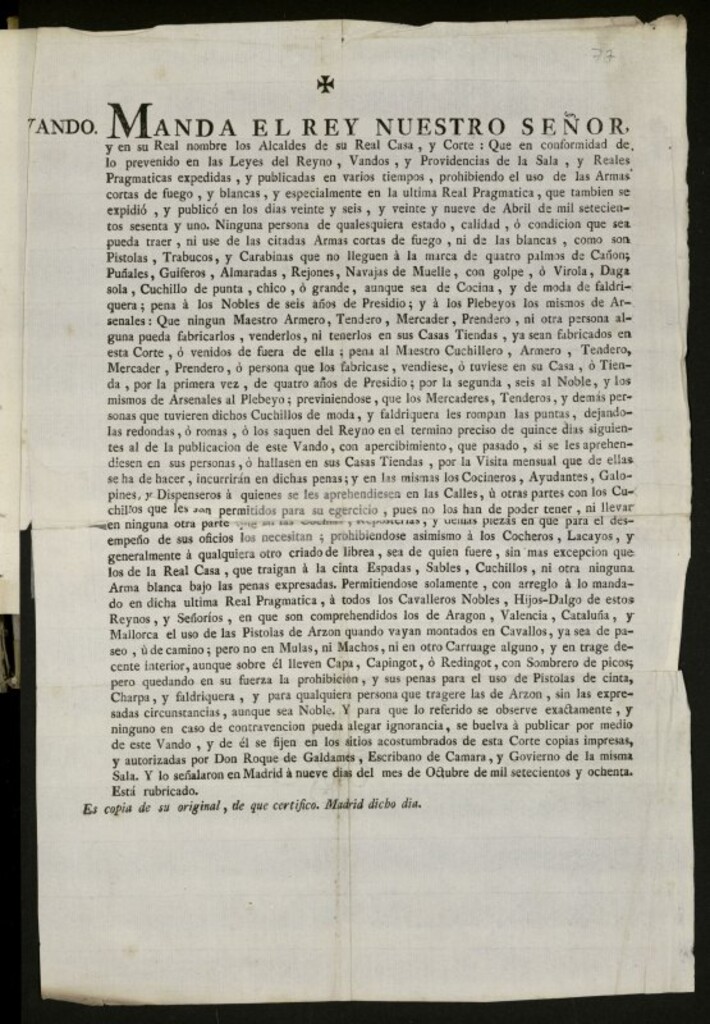 77
✠
VANDO. MANDA EL REY NUESTRO SEÑOR,
y en su Real nombre los Alcaldes de su Real Casa, y Corte: Que en conformidad de
lo prevenido en las Leyes del Reyno, Vandos, y Providencias de la Sala, y Reales
Pragmaticas expedidas, y publicadas en varios tiempos, prohibiendo el uso de las Armas
cortas de fuego, y blancas, y especialmente en la ultima Real Pragmatica, que tambien se
expidió, y publicó en los dias veinte y seis, y veinte y nueve de Abril de mil setecien-
tos sesenta y uno. Ninguna persona de qualesquiera estado, calidad, ó condicion que sea
pueda traer, ni use de las citadas Armas cortas de fuego, ni de las blancas, como son
Pistolas, Trabucos, y Carabinas que no lleguen à la marca de quatro palmos de Cañon;
Puñales, Guiferos, Almaradas, Rejones, Navajas de Muelle, con golpe, ò Virola, Daga
sola, Cuchillo de punta, chico, ò grande, aunque sea de Cocina, y de moda de faldri-
quera; pena à los Nobles de seis años de Presidio; y à los Plebeyos los mismos de Ar-
senales: Que ningun Maestro Armero, Tendero, Mercader, Prendero, ni otra persona al-
guna pueda fabricarlos, venderlos, ni tenerlos en sus Casas Tiendas, ya sean fabricados en
esta Corte, ó venidos de fuera de ella; pena al Maestro Cuchillero, Armero, Tendero,
Mercader, Prendero, ò persona que los fabricase, vendiese, ò tuviese en su Casa, ò Tien-
da, por la primera vez, de quatro años de Presidio; por la segunda, seis al Noble, y los
mismos de Arsenales al Plebeyo; previniendose, que los Mercaderes, Tenderos, y demás per-
sonas que tuvieren dichos Cuchillos de moda, y faldriquera les rompan las puntas, dejando-
las redondas, ó romas, ò los saquen del Reyno en el termino preciso de quince dias siguien-
tes al de la publicacion de este Vando, con apercibimiento, que pasado, si se les aprehen-
diesen en sus personas, ó hallasen en sus Casas Tiendas, por la Visita mensual que de ellas
se ha de hacer, incurrirán en dichas penas; y en las mismas los Cocineros, Ayudantes, Galo-
pines, y Dispenseros à quienes se les aprehendiesen en las Calles, ù otras partes con los Cu-
chillos que les son permitidos para su egercicio, pues no los han de poder tener, ni llevar
en ninguna otra parte que en las Cocinas, Reposterias, y demas piezas en que para el des-
empeño de sus oficios los necesitan; prohibiendose asimismo à los Cocheros, Lacayos, y
generalmente à qualquiera otro criado de librea, sea de quien fuere, sin mas excepcion que
los de la Real Casa, que traigan à la cinta Espadas, Sables, Cuchillos, ni otra ninguna
Arma blanca bajo las penas expresadas. Permitiendose solamente, con arreglo à lo manda-
do en dicha ultima Real Pragmatica, à todos los Cavalleros Nobles, Hijos-Dalgo de estos
Reynos, y Señorios, en que son comprehendidos los de Aragon, Valencia, Cataluña, y
Mallorca el uso de las Pistolas de Arzon quando vayan montados en Cavallos, ya sea de pa-
seo, ù de camino; pero no en Mulas, ni Machos, ni en otro Carruage alguno, y en trage de-
cente interior, aunque sobre él lleven Capa, Capingot, ó Redingot, con Sombrero de picos;
pero quedando en su fuerza la prohibicion, y sus penas para el uso de Pistolas de cinta,
Charpa, y faldriquera, y para qualquiera persona que tragere las de Arzon, sin las expre-
sadas circunstancias, aunque sea Noble. Y para que lo referido se observe exactamente, y
ninguno en caso de contravencion pueda alegar ignorancia, se buelva à publicar por medio
de este Vando, y de él se fijen en los sitios acostumbrados de esta Corte copias impresas,
y autorizadas por Don Roque de Galdames, Escribano de Camara, y Govierno de la misma
Sala. Y lo señalaron en Madrid à nueve dias del mes de Octubre de mil setecientos y ochenta.
Está rubricado.
Es copia de su original, de que certifico. Madrid dicho dia.